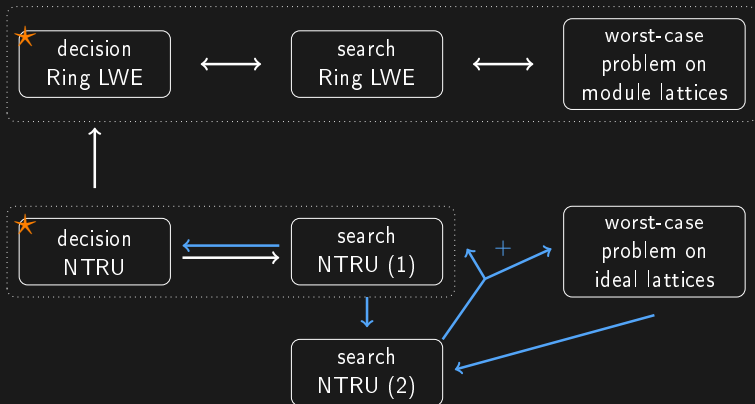 decision
Ring LWE
search
Ring LWE
worst-case
problem on
module lattices
decision
NTRU
search
NTRU (1)
+
worst-case
problem on
ideal lattices
search
NTRU (2)